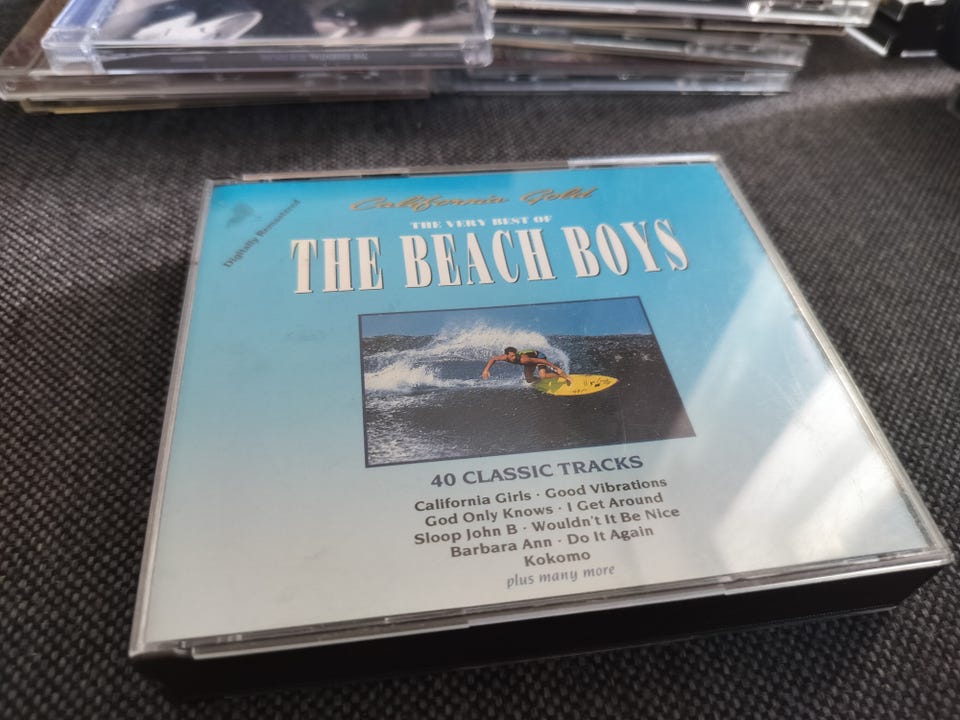 California Gold
Digitally Remastered
THE VERY BEST OF
THE BEACH BOYS
40 CLASSIC TRACKS
California Girls · Good Vibrations
God Only Knows · I Get Around
Sloop John B · Wouldn't It Be Nice
Barbara Ann · Do It Again
Kokomo
plus many more